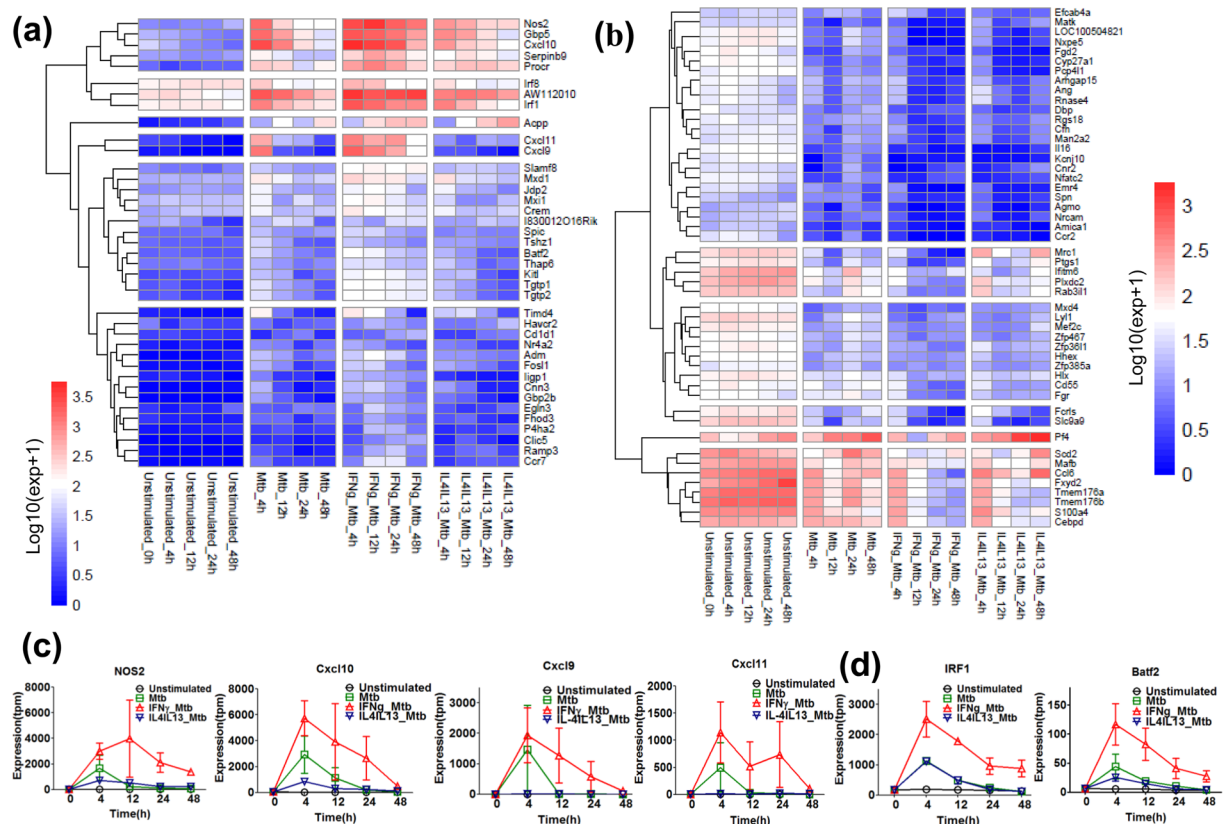 (a)
Nos2
Gbp5
Cxcl10
Serpinb9
Procr
Irf8
AW112010
Irf1
Acpp
Cxcl11
Cxcl9
Slamf8
Mxd1
Jdp2
Mxi1
Crem
I830012O16Rik
Spic
Tshz1
Batf2
Thap6
Kitl
Tgtp1
Tgtp2
Timd4
Havcr2
Cd1d1
Nr4a2
Adm
Fosl1
Iigp1
Cnn3
Gbp2b
Egln3
Fhod3
P4ha2
Clic5
Ramp3
Ccr7
Unstimulated_0h
Unstimulated_4h
Unstimulated_12h
Unstimulated_24h
Unstimulated_48h
Mtb_4h
Mtb_12h
Mtb_24h
Mtb_48h
IFNg_Mtb_4h
IFNg_Mtb_12h
IFNg_Mtb_24h
IFNg_Mtb_48h
IL4IL13_Mtb_4h
IL4IL13_Mtb_12h
IL4IL13_Mtb_24h
IL4IL13_Mtb_48h
Log10(exp+1)
3.5
3
2.5
2
1.5
1
0.5
0
(b)
Efcab4a
Matk
LOC100504821
Nxpe5
Fgd2
Cyp27a1
Pcp4l1
Arhgap15
Ang
Rnase4
Dbp
Rgs18
Cfh
Man2a2
Il16
Kcnj10
Cnr2
Nfatc2
Emr4
Spn
Agmo
Nrcam
Amica1
Ccr2
Mrc1
Ptgs1
Ifitm6
Plxdc2
Rab3il1
Mxd4
Lyl1
Mef2c
Zfp467
Zfp36l1
Hhex
Zfp385a
Hlx
Cd55
Fgr
Fcrls
Slc9a9
Pf4
Scd2
Mafb
Ccl6
Fxyd2
Tmem176a
Tmem176b
S100a4
Cebpd
Unstimulated_0h
Unstimulated_4h
Unstimulated_12h
Unstimulated_24h
Unstimulated_48h
Mtb_4h
Mtb_12h
Mtb_24h
Mtb_48h
IFNg_Mtb_4h
IFNg_Mtb_12h
IFNg_Mtb_24h
IFNg_Mtb_48h
IL4IL13_Mtb_4h
IL4IL13_Mtb_12h
IL4IL13_Mtb_24h
IL4IL13_Mtb_48h
3
2.5
2
1.5
1
0.5
0
Log10(exp+1)
(c)
NOS2
Expression(tpm)
8000
6000
4000
2000
0
Unstimulated
Mtb
IFNγ_Mtb
IL4IL13_Mtb
0 4 12 24 48
Time(h)
Cxcl10
Expression(tpm)
8000
6000
4000
2000
0
Unstimulated
Mtb
IFNg_Mtb
IL4IL13_Mtb
0 4 12 24 48
Time(h)
Cxcl9
Expression(tpm)
4000
3000
2000
1000
0
Unstimulated
Mtb
IFNγ_Mtb
IL-4IL13_Mtb
0 4 12 24 48
Time(h)
Cxcl11
Expression(tpm)
2000
1500
1000
500
0
Unstimulated
Mtb
IFNγ_Mtb
IL-4IL13_Mtb
0 4 12 24 48
Time(h)
(d)
IRF1
Expression(tpm)
4000
3000
2000
1000
0
Unstimulated
Mtb
IFNg_Mtb
IL4IL13_Mtb
0 4 12 24 48
Time(h)
Batf2
Expression(tpm)
200
150
100
50
0
Unstimulated
Mtb
IFNg_Mtb
IL4IL13_Mtb
0 4 12 24 48
Time(h)